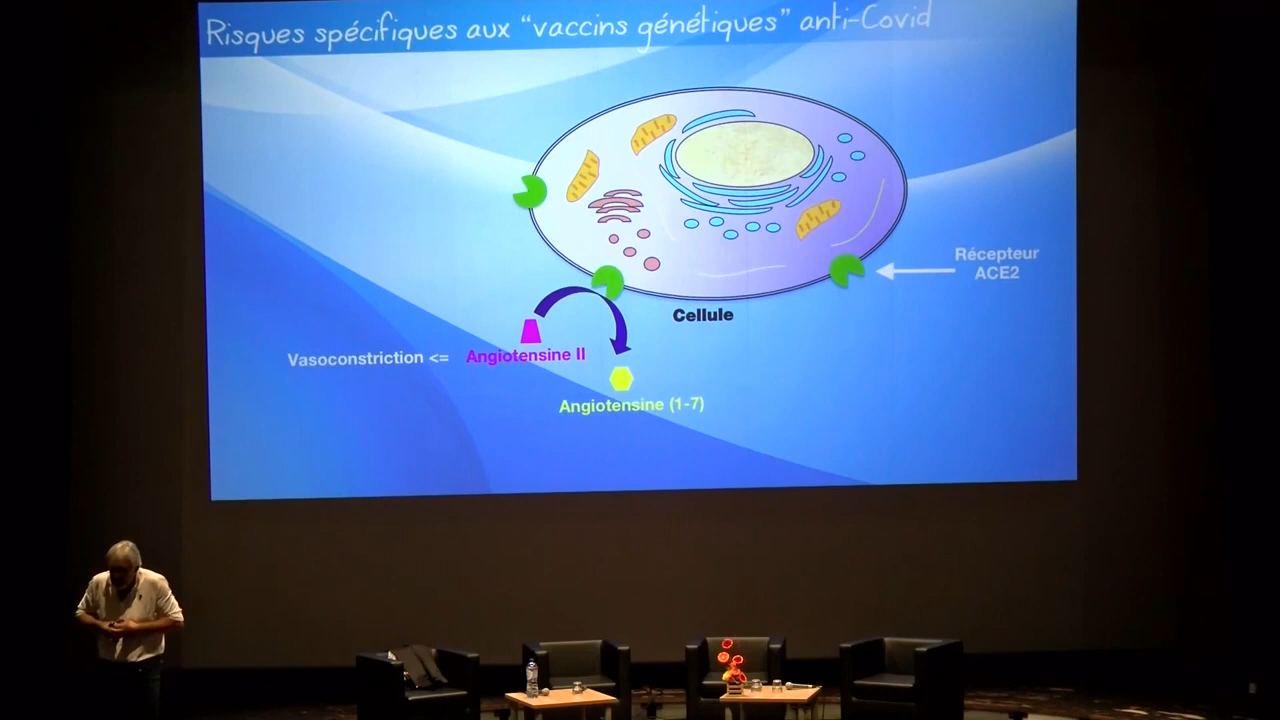 Risques spécifiques aux “vaccins génétiques” anti-Covid
Récepteur
ACE2
Cellule
Vasoconstriction <= Angiotensine II
Angiotensine (1-7)